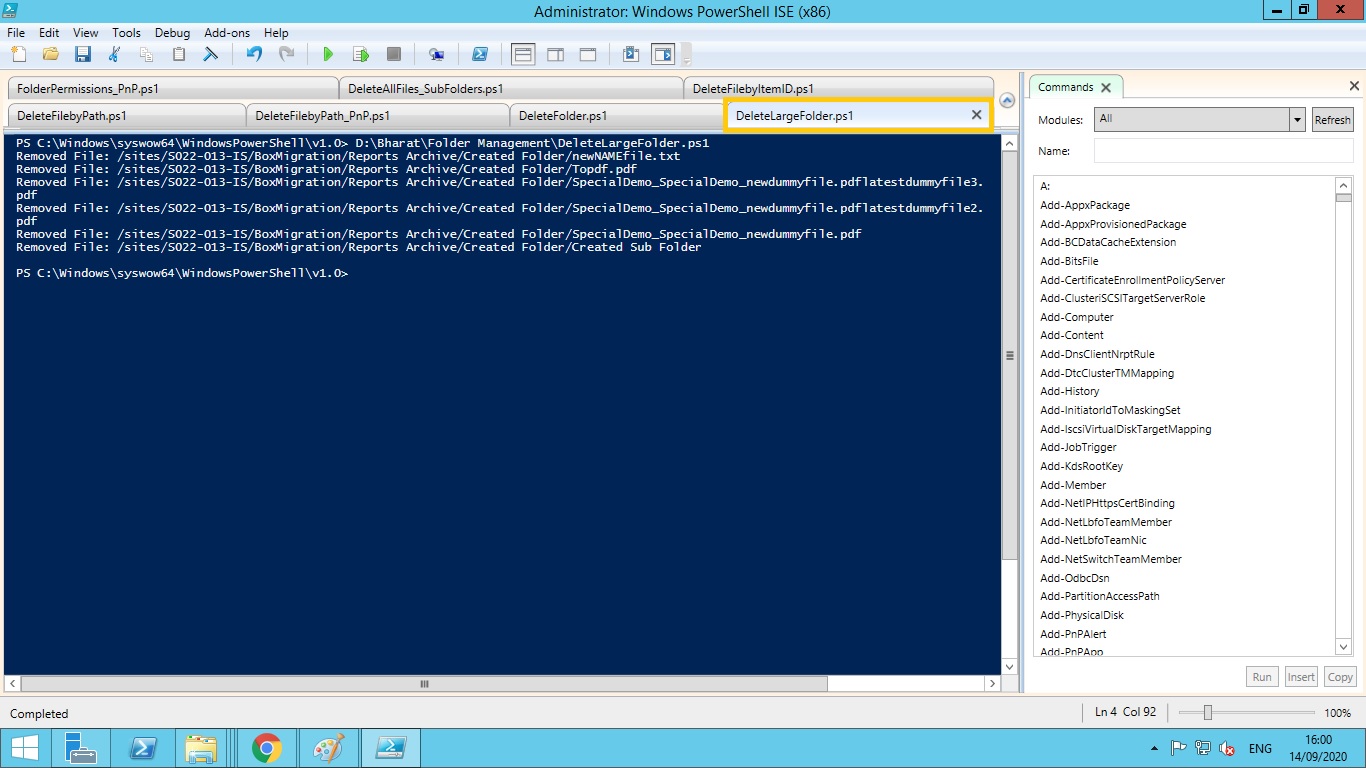 Administrator: Windows PowerShell ISE (x86)
File Edit View Tools Debug Add-ons Help
FolderPermissions_PnP.ps1 DeleteAllFiles_SubFolders.ps1 DeleteFilebyItemID.ps1
DeleteFilebyPath.ps1 DeleteFilebyPath_PnP.ps1 DeleteFolder.ps1 DeleteLargeFolder.ps1
PS C:\Windows\syswow64\WindowsPowerShell\v1.0> D:\Bharat\Folder Management\DeleteLargeFolder.ps1
Removed File: /sites/SO22-013-IS/BoxMigration/Reports Archive/Created Folder/newNAMEfile.txt
Removed File: /sites/SO22-013-IS/BoxMigration/Reports Archive/Created Folder/Topdf.pdf
Removed File: /sites/SO22-013-IS/BoxMigration/Reports Archive/Created Folder/SpecialDemo_SpecialDemo_newdummyfile.pdflatestdummyfile3.
pdf
Removed File: /sites/SO22-013-IS/BoxMigration/Reports Archive/Created Folder/SpecialDemo_SpecialDemo_newdummyfile.pdflatestdummyfile2.
pdf
Removed File: /sites/SO22-013-IS/BoxMigration/Reports Archive/Created Folder/SpecialDemo_SpecialDemo_newdummyfile.pdf
Removed File: /sites/SO22-013-IS/BoxMigration/Reports Archive/Created Folder/Created Sub Folder
PS C:\Windows\syswow64\WindowsPowerShell\v1.0>
Commands
Modules: All Refresh
Name:
A:
Add-AppxPackage
Add-AppxProvisionedPackage
Add-BCDataCacheExtension
Add-BitsFile
Add-CertificateEnrollmentPolicyServer
Add-ClusteriSCSITargetServerRole
Add-Computer
Add-Content
Add-DnsClientNrptRule
Add-DtcClusterTMMapping
Add-History
Add-InitiatorIdToMaskingSet
Add-IscsiVirtualDiskTargetMapping
Add-JobTrigger
Add-KdsRootKey
Add-Member
Add-NetIPHttpsCertBinding
Add-NetLbfoTeamMember
Add-NetLbfoTeamNic
Add-NetSwitchTeamMember
Add-OdbcDsn
Add-PartitionAccessPath
Add-PhysicalDisk
Add-PnPAlert
Add-PnPApp
Run Insert Copy
Completed
Ln 4 Col 92 100%
ENG
16:00
14/09/2020